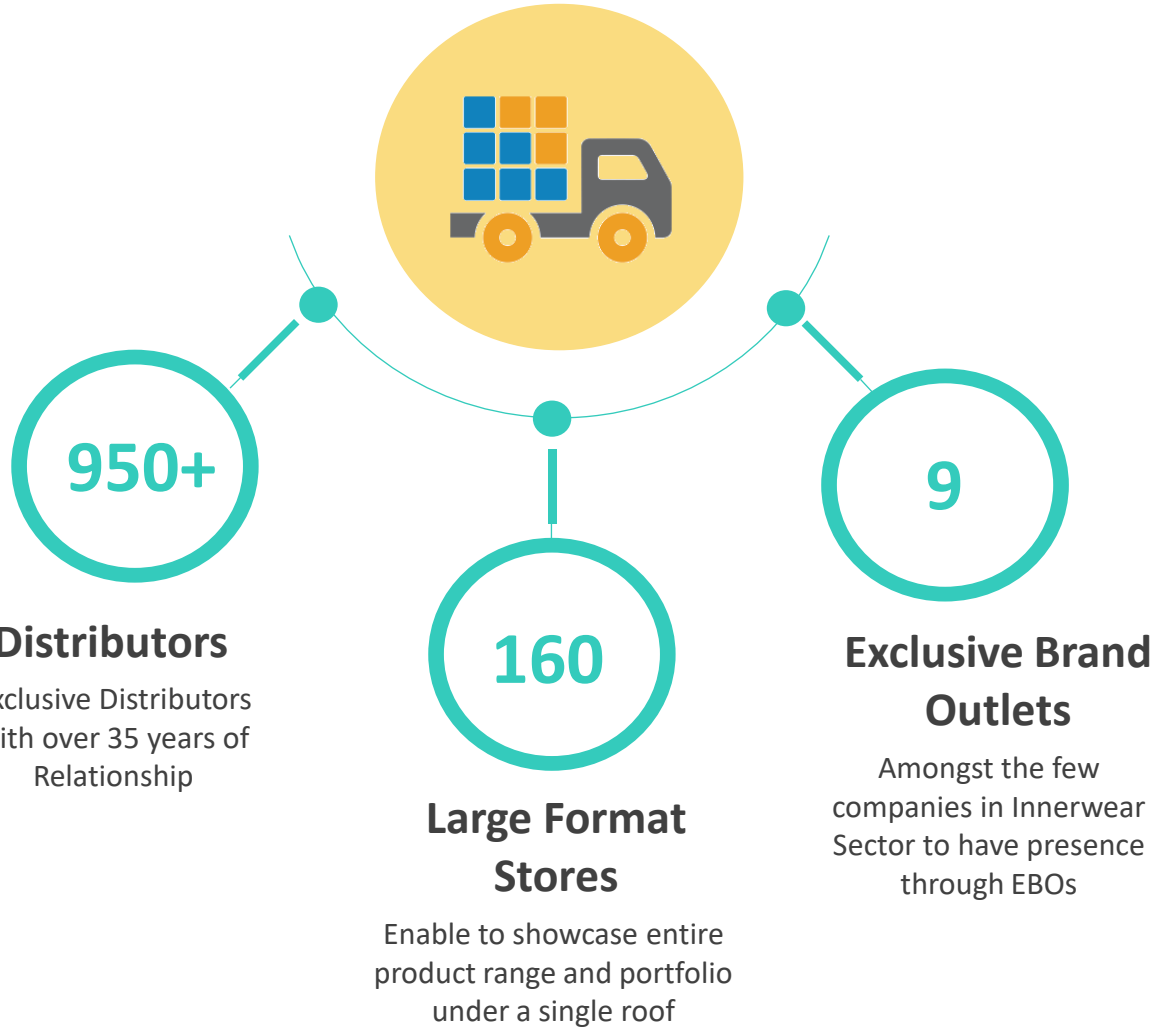 950+
Distributors
xclusive Distributors
ith over 35 years of
Relationship
160
Large Format
Stores
Enable to showcase entire
product range and portfolio
under a single roof
9
Exclusive Brand
Outlets
Amongst the few
companies in Innerwear
Sector to have presence
through EBOs